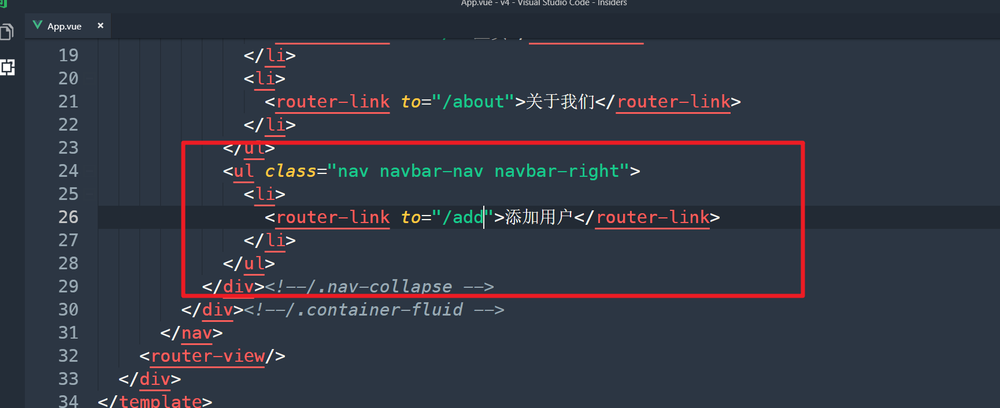 App.vue - v4 - Visual Studio Code - Insiders
App.vue ×
19 </li>
20 <li>
21 <router-link to="/about">关于我们</router-link>
22 </li>
23 </ul>
24 <ul class="nav navbar-nav navbar-right">
25 <li>
26 <router-link to="/add">添加用户</router-link>
27 </li>
28 </ul>
29 </div><!--/.nav-collapse -->
30 </div><!--/.container-fluid -->
31 </nav>
32 <router-view/>
33 </div>
34 </template>